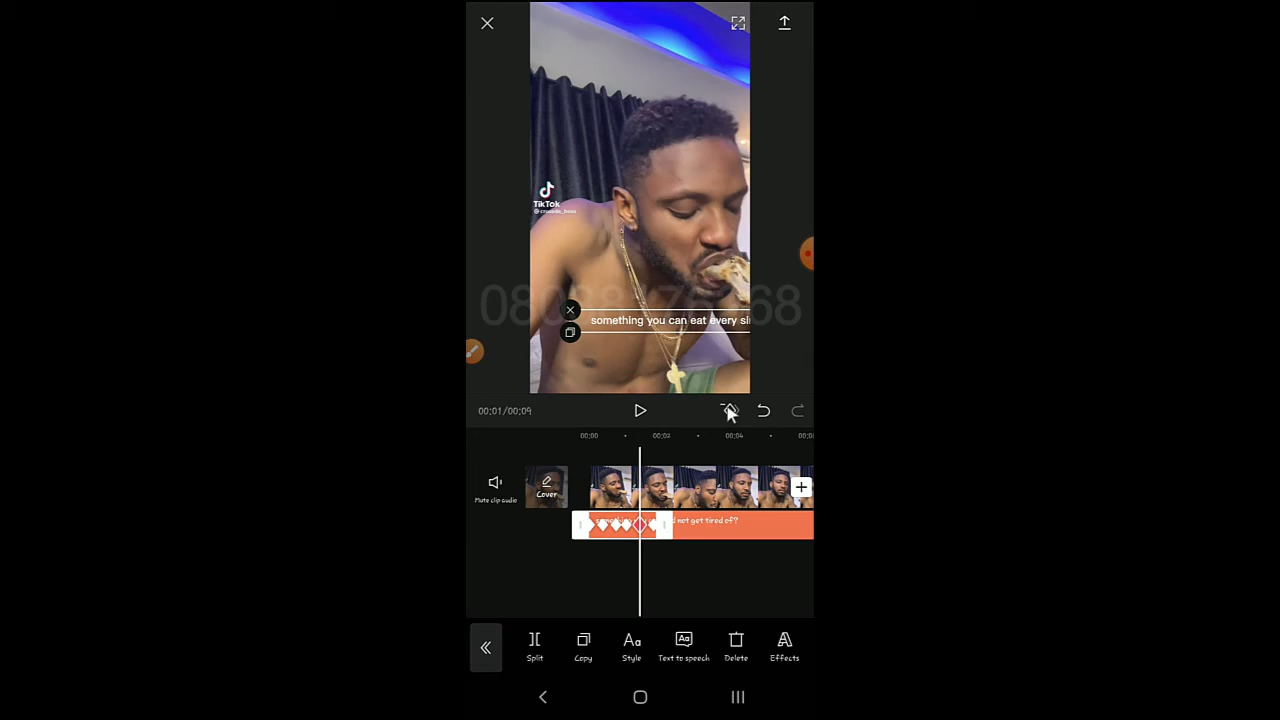 TikTok
something you can eat every
00:01/00:09
00:00
00:02
00:04
Mute clip audio
Cover
not get tired of?
Split
Copy
Style
Text to speech
Delete
Effects